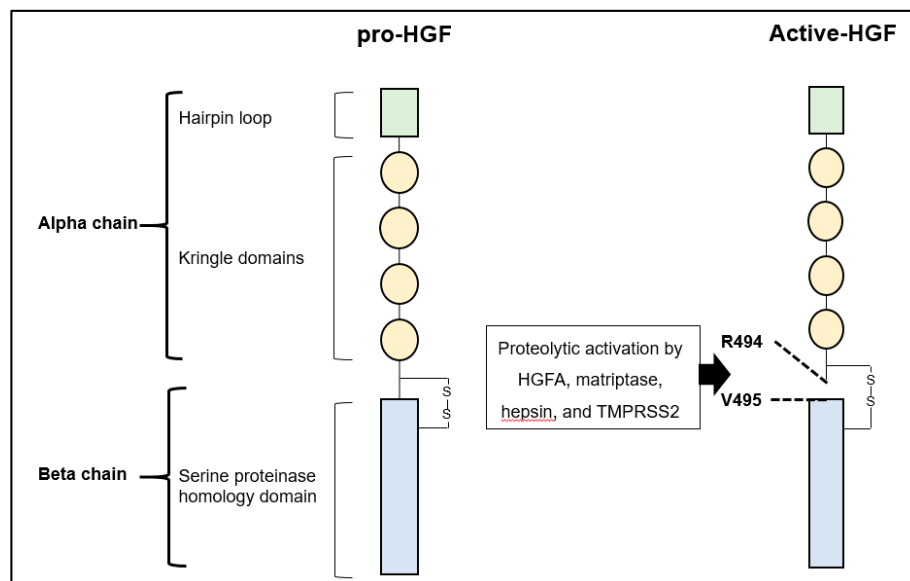 pro-HGF
Active-HGF
Hairpin loop
Alpha chain
Kringle domains
Proteolytic activation by
HGFA, matriptase,
hepsin, and TMPRSS2
R494
V495
S
S
S
S
Beta chain
Serine proteinase
homology domain